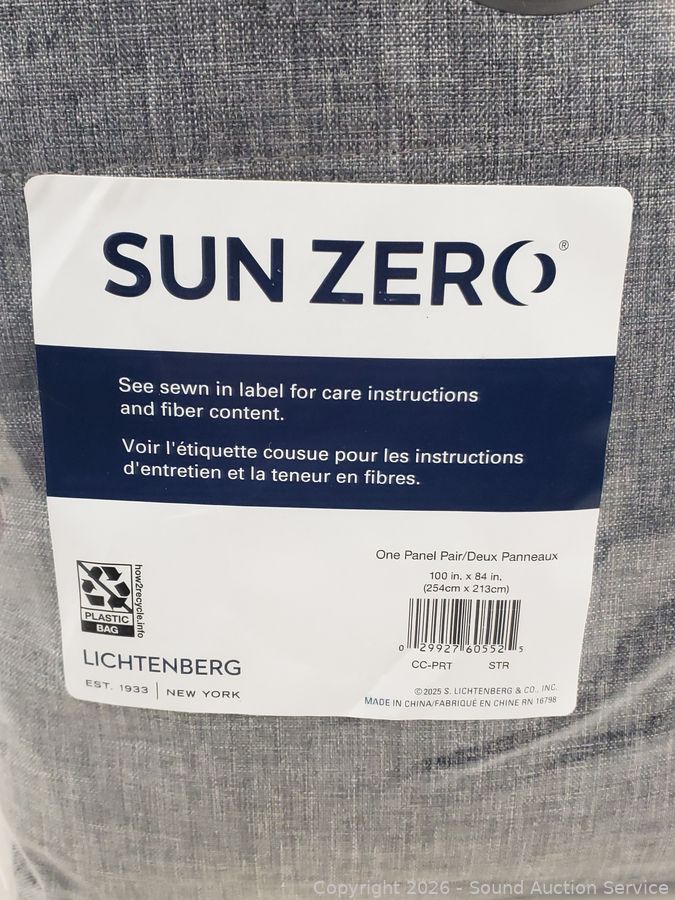 SUN ZERO®
See sewn in label for care instructions
and fiber content.
Voir l'étiquette cousue pour les instructions
d'entretien et la teneur en fibres.
One Panel Pair/Deux Panneaux
100 in. x 84 in.
(254cm x 213cm)
0 29927 60552 5
CC-PRT STR
how2recycle.info
PLASTIC
BAG
LICHTENBERG
EST. 1933 | NEW YORK
©2025 S. LICHTENBERG & CO., INC.
MADE IN CHINA/FABRIQUÉ EN CHINE RN 16798
Copyright 2026 - Sound Auction Service